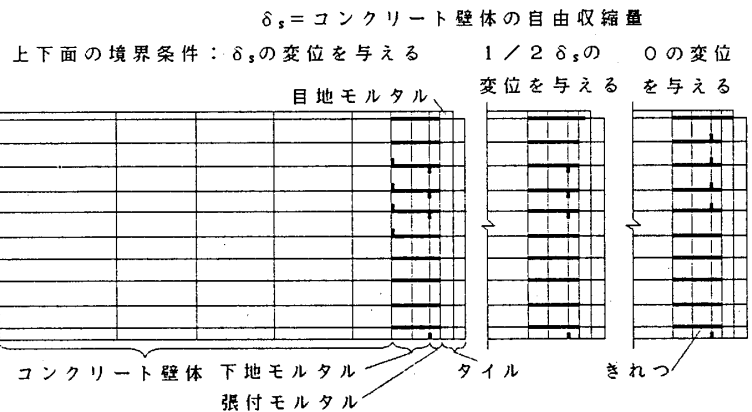 δs=コンクリート壁体の自由収縮量
上下面の境界条件：δsの変位を与える
1／2δsの
変位を与える
0の変位
を与える
目地モルタル
コンクリート壁体 下地モルタル タイル きれつ
張付モルタル